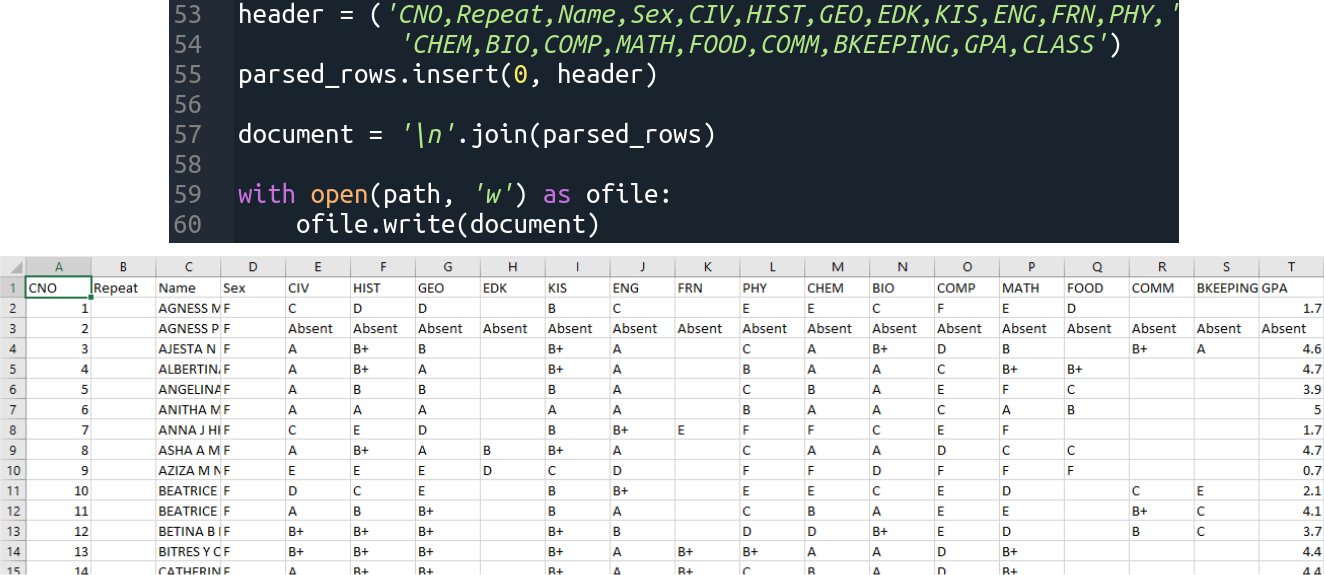 53 header = ('CNO,Repeat,Name,Sex,CIV,HIST,GEO,EDK,KIS,ENG,FRN,PHY,'
54 'CHEM,BIO,COMP,MATH,FOOD,COMM,BKEEPING,GPA,CLASS')
55 parsed_rows.insert(0, header)
56
57 document = '\n'.join(parsed_rows)
58
59 with open(path, 'w') as ofile:
60 ofile.write(document)
A B C D E F G H I J K L M N O P Q R S T
1 CNO Repeat Name Sex CIV HIST GEO EDK KIS ENG FRN PHY CHEM BIO COMP MATH FOOD COMM BKEEPING GPA
2 1 AGNESS M F C D D B C E E C F E D 1.7
3 2 AGNESS P F Absent Absent Absent Absent Absent Absent Absent Absent Absent Absent Absent Absent Absent Absent Absent Absent
4 3 AJESTA N F A B+ B B+ A C A B+ D B B+ A 4.6
5 4 ALBERTINA F A B+ A B+ A B A A C B+ B+ 4.7
6 5 ANGELINA F A B B B A C B A E F C 3.9
7 6 ANITHA M F A A A A A B A A C A B 5
8 7 ANNA J H F C E D B B+ E F F C E F 1.7
9 8 ASHA A M F A B+ A B B+ A C A A D C C 4.7
10 9 AZIZA M N F E E E D C D F F D F F F 0.7
11 10 BEATRICE F D C E B B+ E E C E D C E 2.1
12 11 BEATRICE F A B B+ B A C B A E E B+ C 4.1
13 12 BETINA B F B+ B+ B+ B+ B D D B+ E D B C 3.7
14 13 BITRES Y C F B+ B+ B+ B+ A B+ B+ A A D B+ 4.4
15 14 CATHERIN F A B+ B+ B+ A B+ C B A D B+ 4.4